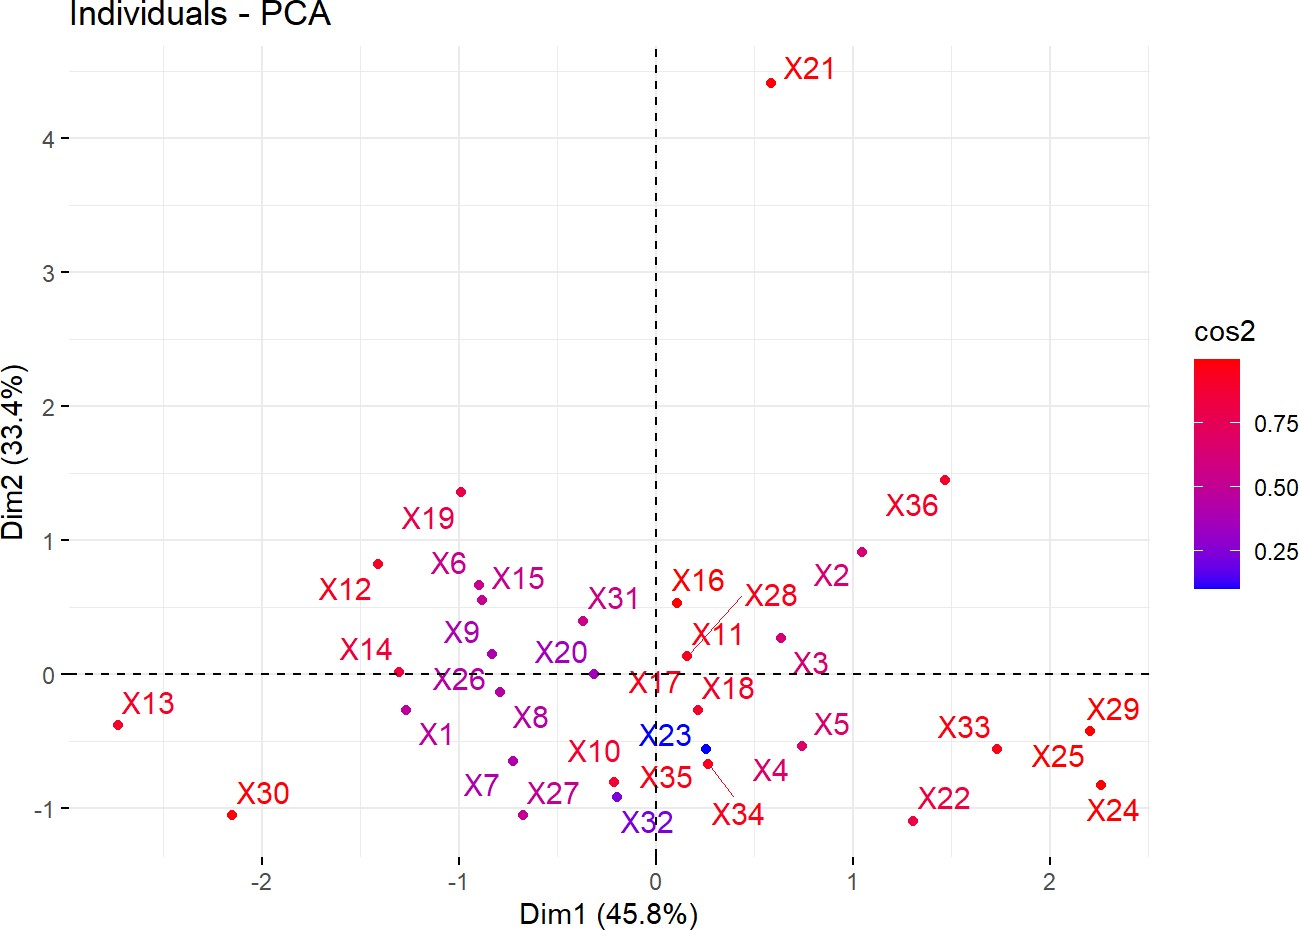 Individuals - PCA
X21
4
3
cos2
Dim2 (33.4%)
2
0.75
0.50
0.25
X36
X19
1
X6
X15
X16
X2
X12
X31
X28
X9
X11
X14
X20
X3
0
X26
X17
X18
X13
X29
X8
X5
X33
X1
X23
X10
X25
X35
X4
X7
X27
X30
X22
X34
X24
-1
X32
-2
-1
0
1
2
Dim1 (45.8%)